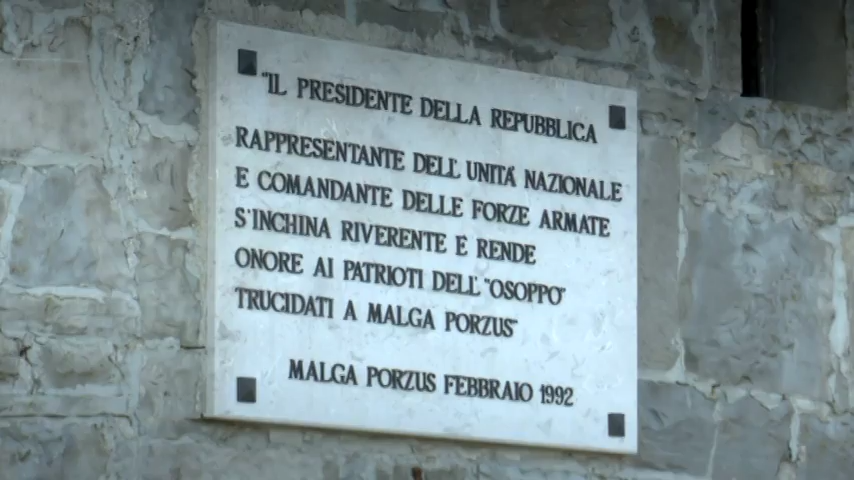 "IL PRESIDENTE DELLA REPUBBLICA
RAPPRESENTANTE DELL' UNITÁ NAZIONALE
E COMANDANTE DELLE FORZE ARMATE
S'INCHINA RIVERENTE E RENDE
ONORE AI PATRIOTI DELL' "OSOPPO"
TRUCIDATI A MALGA PORZUS"
MALGA PORZUS FEBBRAIO 1992